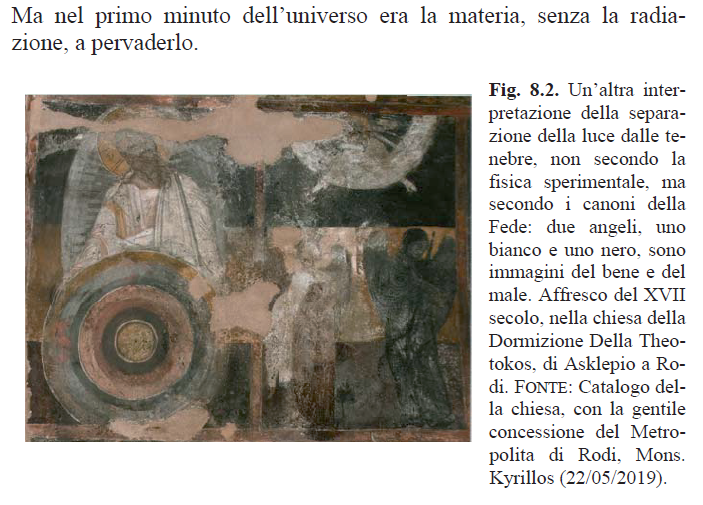 Ma nel primo minuto dell’universo era la materia, senza la radia-
zione, a pervaderlo.
Fig. 8.2. Un’altra inter-
pretazione della separa-
zione della luce dalle te-
nebre, non secondo la
fisica sperimentale, ma
secondo i canoni della
Fede: due angeli, uno
bianco e uno nero, sono
immagini del bene e del
male. Affresco del XVII
secolo, nella chiesa della
Dormizione Della Theo-
tokos, di Asklepio a Ro-
di. FONTE: Catalogo del-
la chiesa, con la gentile
concessione del Metro-
polita di Rodi, Mons.
Kyrillos (22/05/2019).